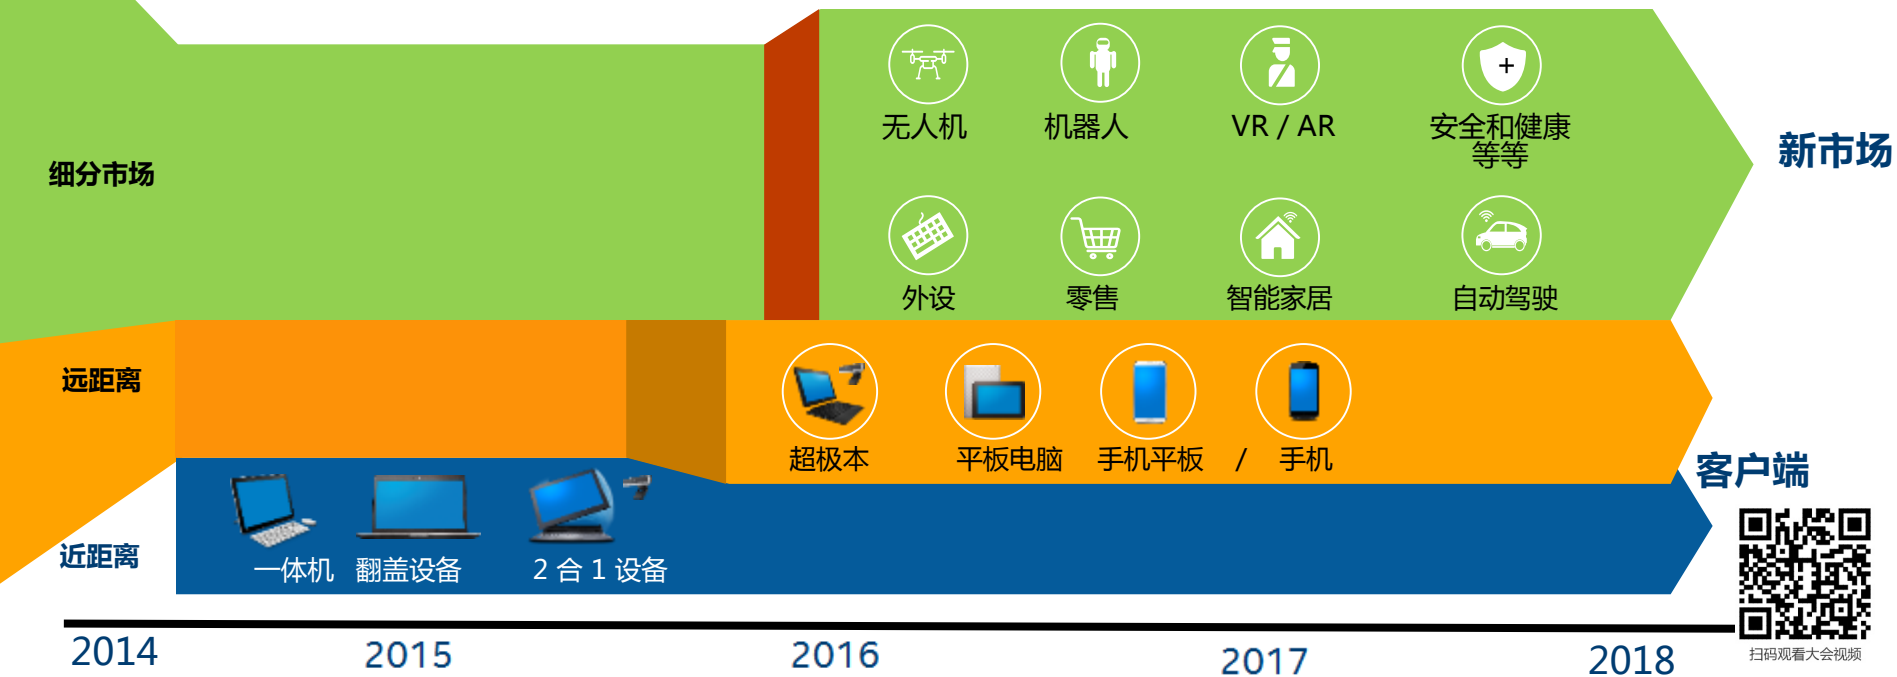 无人机
机器人
VR / AR
安全和健康
等等
新市场
细分市场
外设
零售
智能家居
自动驾驶
远距离
超极本
平板电脑
手机平板
/
手机
客户端
近距离
一体机
翻盖设备
2 合 1 设备
2014
2015
2016
2017
2018
扫码观看大会视频